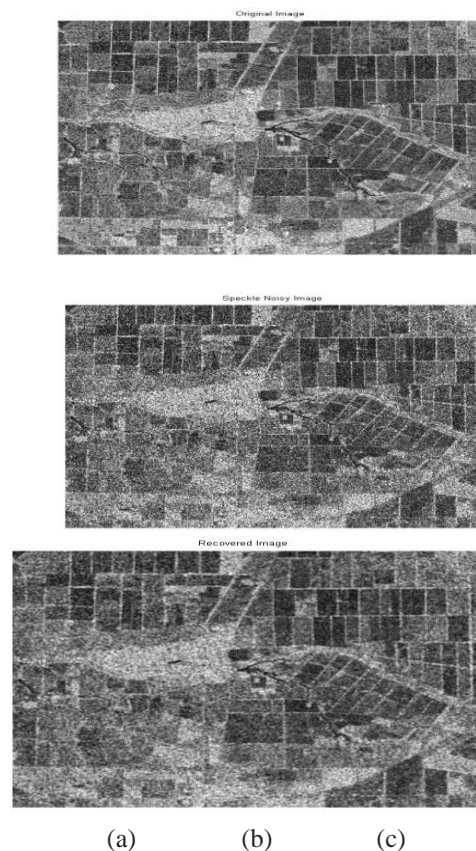 Original Image
Speckle Noisy Image
Recovered Image
(a) (b) (c)